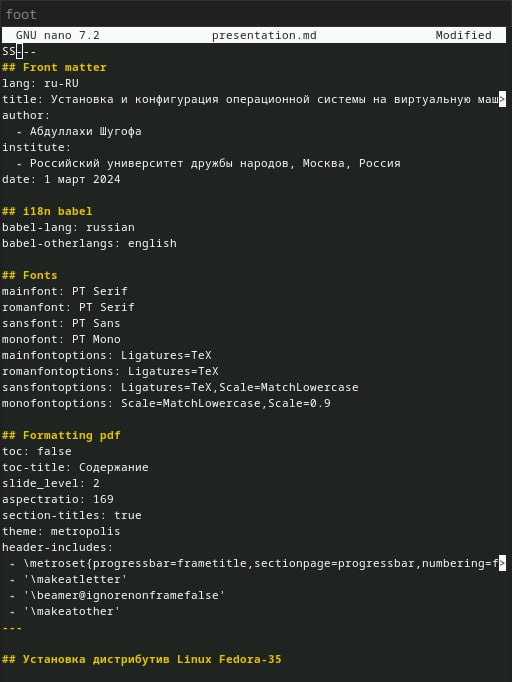 foot
GNU nano 7.2 presentation.md Modified
SS---
## Front matter
lang: ru-RU
title: Установка и конфигурация операционной системы на виртуальную маш>
author:
- Абдуллахи Шугофа
institute:
- Российский университет дружбы народов, Москва, Россия
date: 1 март 2024
## i18n babel
babel-lang: russian
babel-otherlangs: english
## Fonts
mainfont: PT Serif
romanfont: PT Serif
sansfont: PT Sans
monofont: PT Mono
mainfontoptions: Ligatures=TeX
romanfontoptions: Ligatures=TeX
sansfontoptions: Ligatures=TeX,Scale=MatchLowercase
monofontoptions: Scale=MatchLowercase,Scale=0.9
## Formatting pdf
toc: false
toc-title: Содержание
slide_level: 2
aspectratio: 169
section-titles: true
theme: metropolis
header-includes:
- \metroset{progressbar=frametitle,sectionpage=progressbar,numbering=f>
- '\makeatletter'
- '\beamer@ignorenonframefalse'
- '\makeatother'
---
## Установка дистрибутив Linux Fedora-35